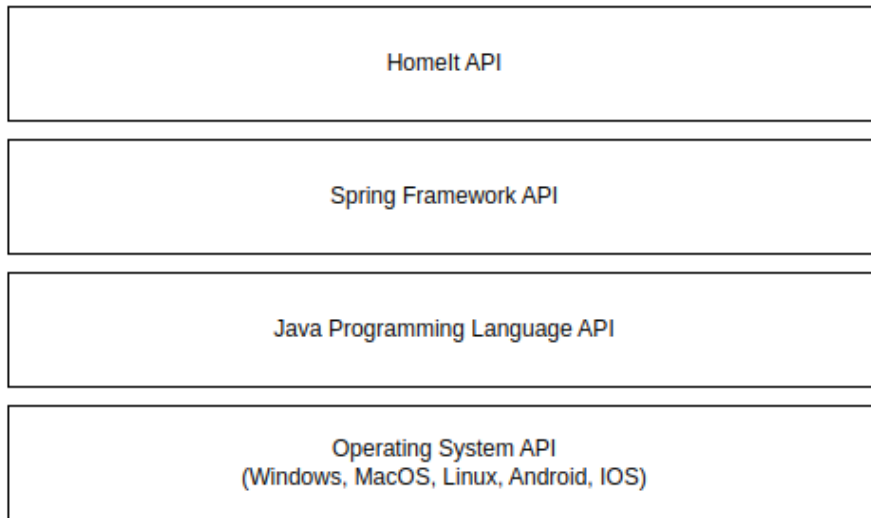 HomeIt API
Spring Framework API
Java Programming Language API
Operating System API
(Windows, MacOS, Linux, Android, IOS)